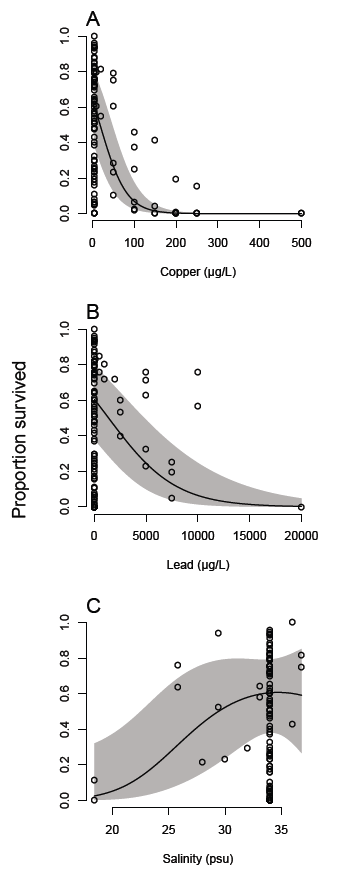 A
0.0 0.2 0.4 0.6 0.8 1.0
0 100 200 300 400 500
Copper (µg/L)
B
Proportion survived
0.0 0.2 0.4 0.6 0.8 1.0
0 5000 10000 15000 20000
Lead (µg/L)
C
0.0 0.2 0.4 0.6 0.8 1.0
20 25 30 35
Salinity (psu)